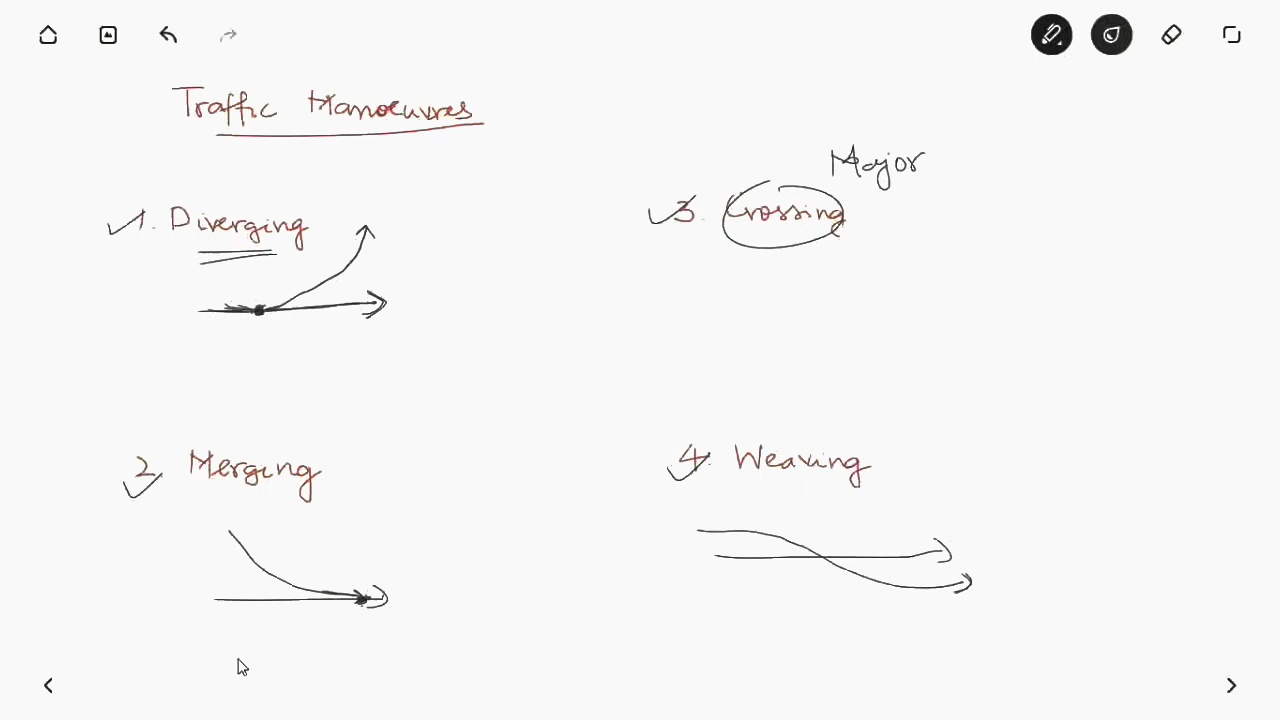 Traffic Manoeuvres
1. Diverging
2. Merging
Major
3. Crossing
4. Weaving